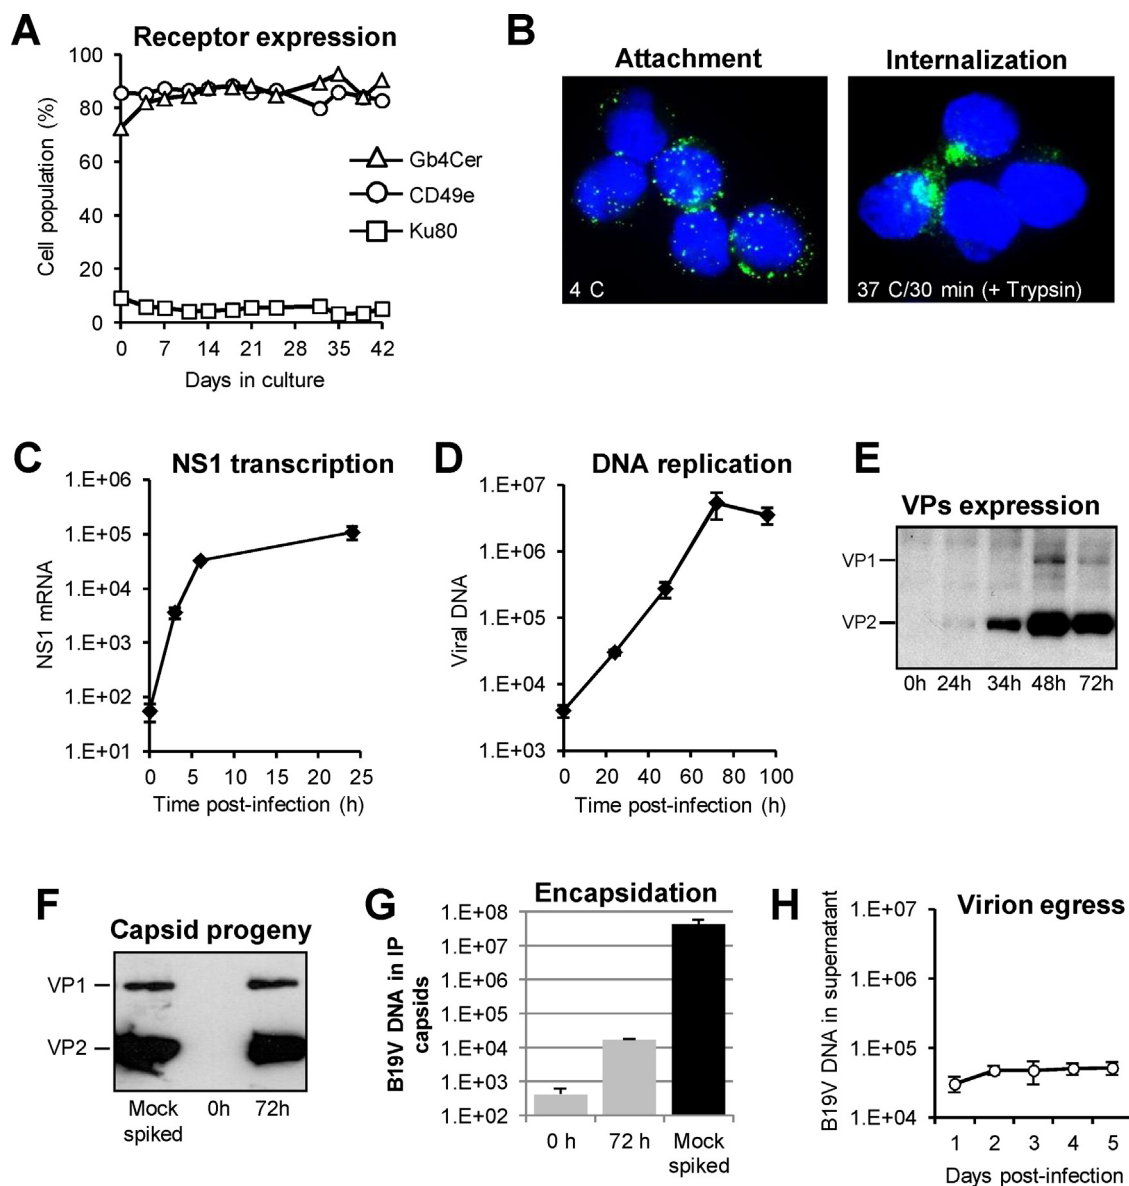 A
Receptor expression
100
80
60
40
20
0
Cell population (%)
Gb4Cer
CD49e
Ku80
0 7 14 21 28 35 42
Days in culture
B
Attachment
4 C
Internalization
37 C/30 min (+ Trypsin)
C
NS1 transcription
1.E+06
1.E+05
1.E+04
1.E+03
1.E+02
1.E+01
NS1 mRNA
0 5 10 15 20 25
Time post-infection (h)
D
DNA replication
1.E+07
1.E+06
1.E+05
1.E+04
1.E+03
Viral DNA
0 20 40 60 80 100
Time post-infection (h)
E
VPs expression
VP1
VP2
0h 24h 34h 48h 72h
F
Capsid progeny
VP1
VP2
Mock
spiked
0h
72h
G
Encapsidation
1.E+08
1.E+07
1.E+06
1.E+05
1.E+04
1.E+03
1.E+02
B19V DNA in IP
capsids
0 h
72 h
Mock
spiked
H
Virion egress
1.E+07
1.E+06
1.E+05
1.E+04
B19V DNA in supernatant
1 2 3 4 5
Days post-infection